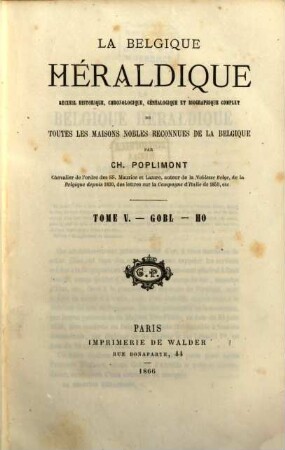 LA BELGIQUE
HÉRALDIQUE
RECUEIL HISTORIQUE, CHRONOLOGIQUE, GÉNÉALOGIQUE ET BIOGRAPHIQUE COMPLET
DE
TOUTES LES MAISONS NOBLES RECONNUES DE LA BELGIQUE
PAR
CH. POPLIMONT
Chevalier de l'ordre des SS. Maurice et Lazare, auteur de la Noblesse Belge, de la
Belgique depuis 1830, des lettres sur la Campagne d'Italie de 1859, etc
TOME V. — GOBL — HO
C.P.
PARIS
IMPRIMERIE DE WALDER
RUE BONAPARTE, 44
1866